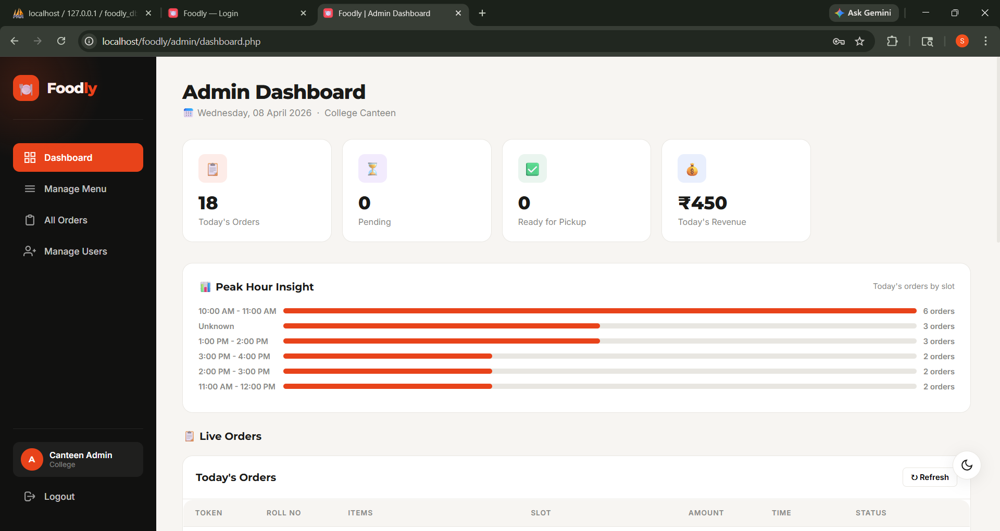 localhost / 127.0.0.1 / foodly_db
Foodly — Login
Foodly | Admin Dashboard
Ask Gemini
localhost/foodly/admin/dashboard.php
S
Foodly
Dashboard
Manage Menu
All Orders
Manage Users
A
Canteen Admin
College
Logout
Admin Dashboard
Wednesday, 08 April 2026 · College Canteen
18
Today's Orders
0
Pending
0
Ready for Pickup
₹450
Today's Revenue
Peak Hour Insight
Today's orders by slot
10:00 AM - 11:00 AM 6 orders
Unknown 3 orders
1:00 PM - 2:00 PM 3 orders
3:00 PM - 4:00 PM 2 orders
2:00 PM - 3:00 PM 2 orders
11:00 AM - 12:00 PM 2 orders
Live Orders
Today's Orders
↻ Refresh
TOKEN ROLL NO ITEMS SLOT AMOUNT TIME STATUS